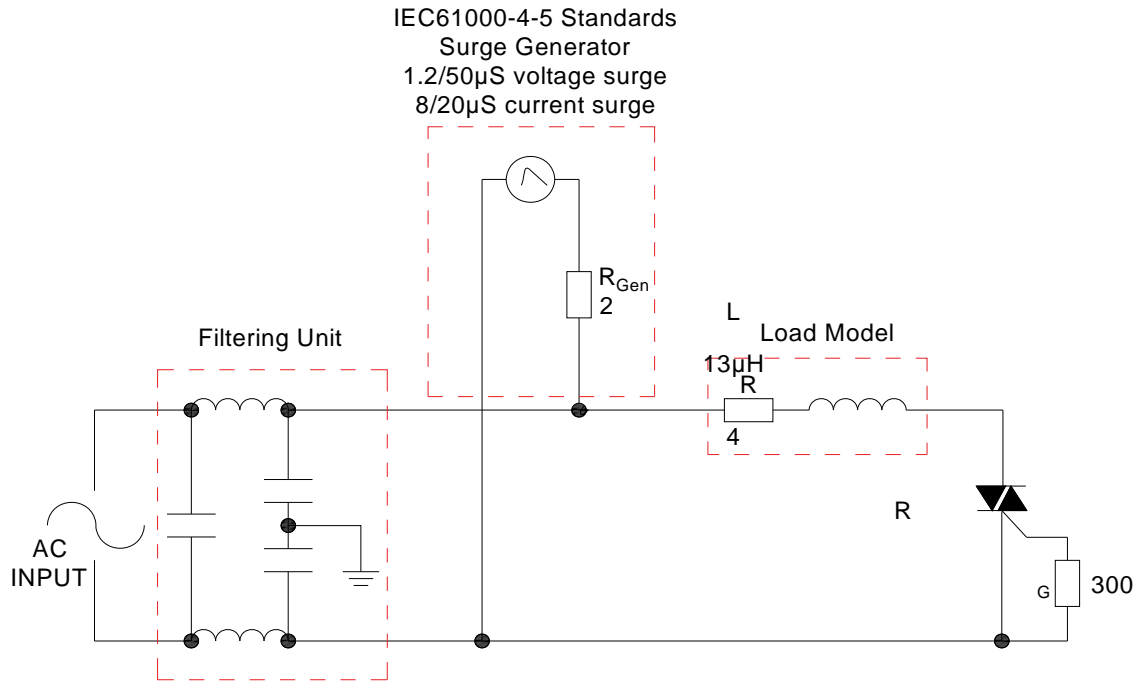 IEC61000-4-5 Standards
Surge Generator
1.2/50µS voltage surge
8/20µS current surge
RGen
2
L
Filtering Unit
Load Model
13µH
R
4
R
AC
INPUT
G
300